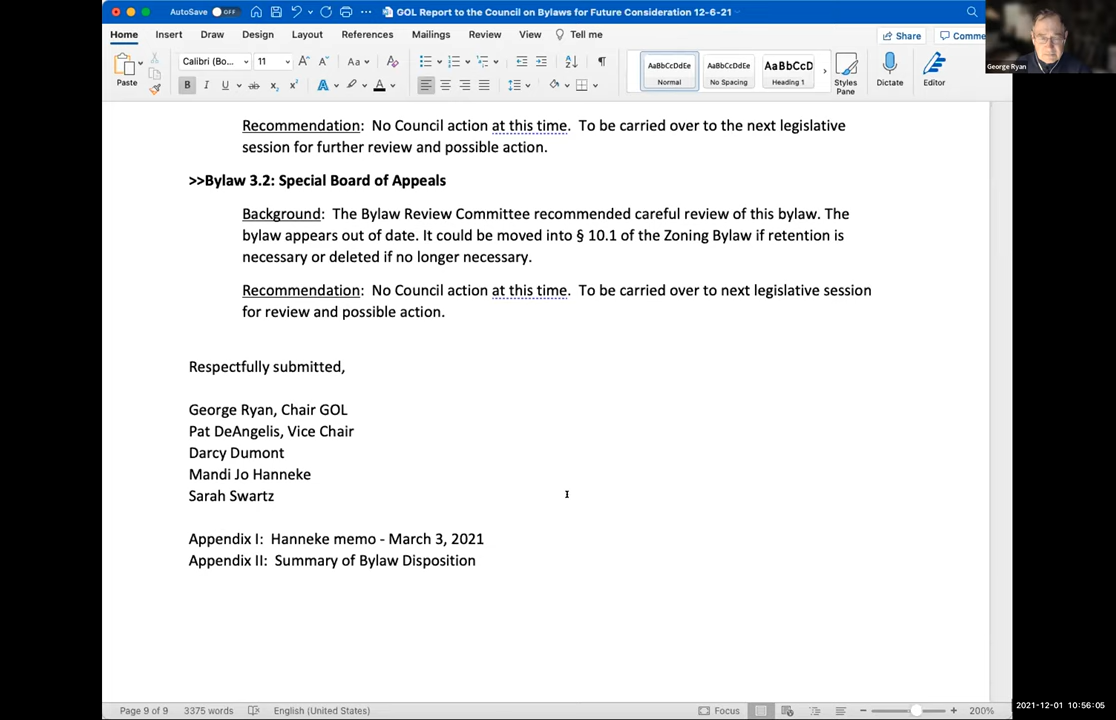 AutoSave OFF GOL Report to the Council on Bylaws for Future Consideration 12-6-21
Home Insert Draw Design Layout References Mailings Review View Tell me Share Comme
Calibri (Bo... 11 A A Aa A AaBbCcDdEe AaBbCcDdEe AaBbCcD
Paste B I U ab x2 x2 A A Normal No Spacing Heading 1 Styles Pane Dictate Editor
George Ryan
Recommendation: No Council action at this time. To be carried over to the next legislative
session for further review and possible action.
>>Bylaw 3.2: Special Board of Appeals
Background: The Bylaw Review Committee recommended careful review of this bylaw. The
bylaw appears out of date. It could be moved into § 10.1 of the Zoning Bylaw if retention is
necessary or deleted if no longer necessary.
Recommendation: No Council action at this time. To be carried over to next legislative session
for review and possible action.
Respectfully submitted,
George Ryan, Chair GOL
Pat DeAngelis, Vice Chair
Darcy Dumont
Mandi Jo Hanneke
Sarah Swartz
Appendix I: Hanneke memo - March 3, 2021
Appendix II: Summary of Bylaw Disposition
Page 9 of 9 3375 words English (United States) Focus 200%
2021-12-01 10:56:05